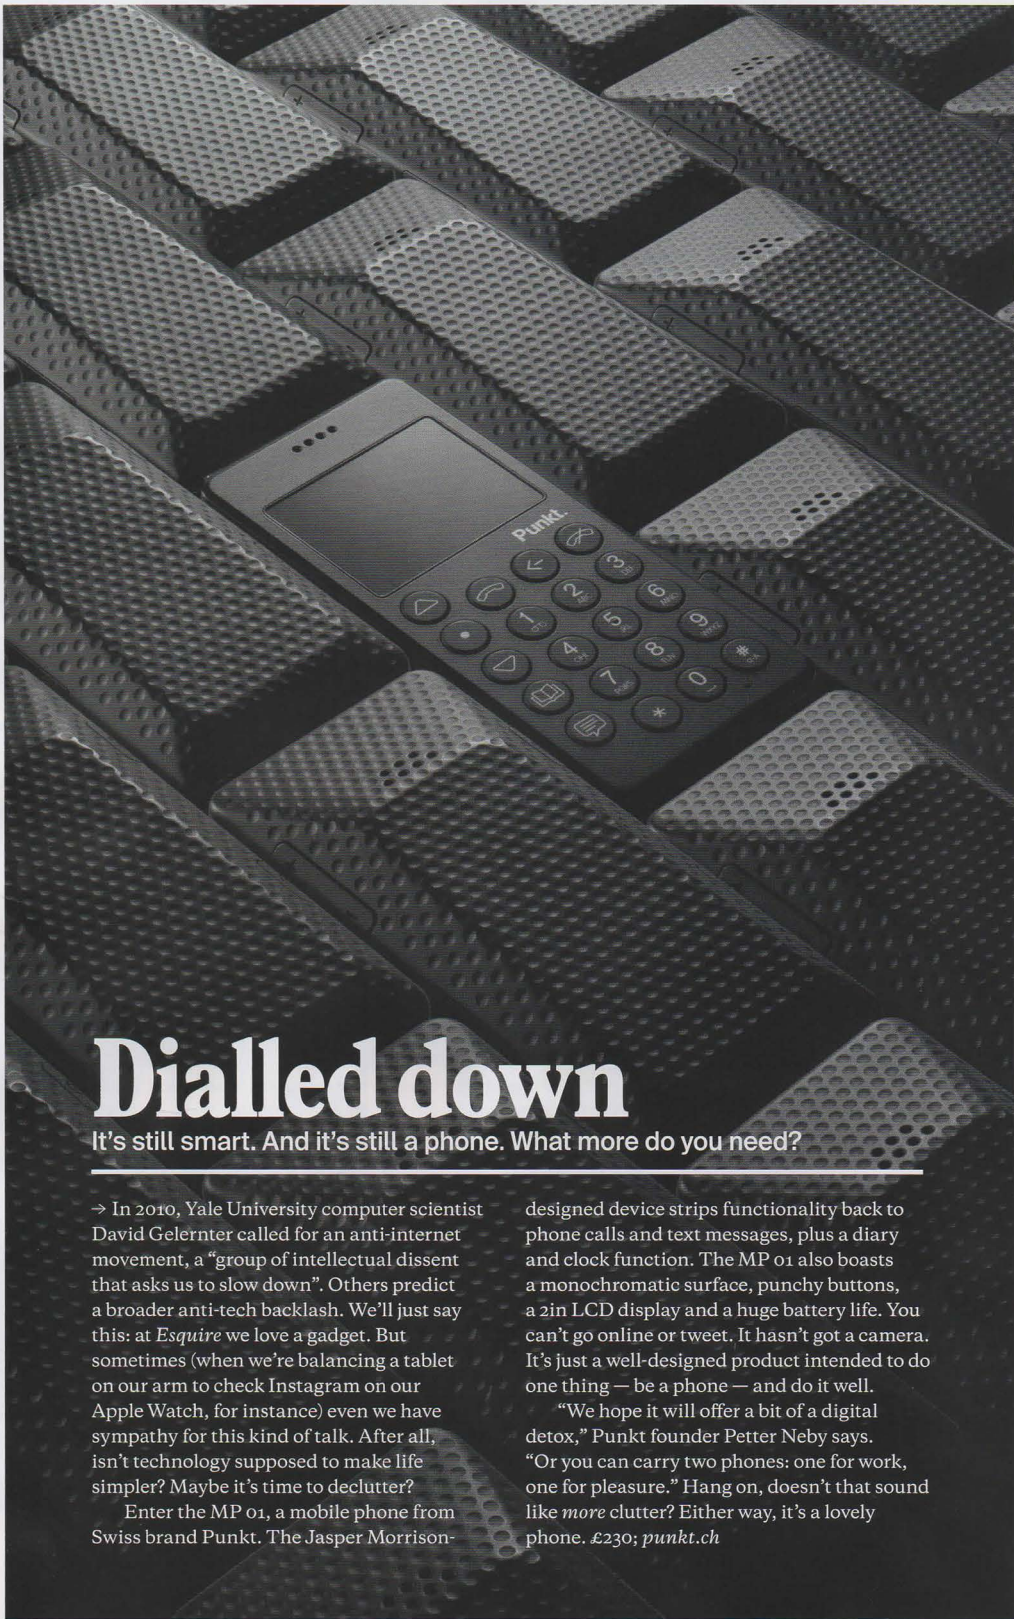 Punkt.
1
2
3
4
5
6
7
8
9
*
0
#
Dialled down
It's still smart. And it's still a phone. What more do you need?
→ In 2010, Yale University computer scientist
David Gelernter called for an anti-internet
movement, a “group of intellectual dissent
that asks us to slow down”. Others predict
a broader anti-tech backlash. We'll just say
this: at Esquire we love a gadget. But
sometimes (when we're balancing a tablet
on our arm to check Instagram on our
Apple Watch, for instance) even we have
sympathy for this kind of talk. After all,
isn't technology supposed to make life
simpler? Maybe it's time to declutter?
Enter the MP 01, a mobile phone from
Swiss brand Punkt. The Jasper Morrison-
designed device strips functionality back to
phone calls and text messages, plus a diary
and clock function. The MP 01 also boasts
a monochromatic surface, punchy buttons,
a 2in LCD display and a huge battery life. You
can't go online or tweet. It hasn't got a camera.
It's just a well-designed product intended to do
one thing — be a phone — and do it well.
“We hope it will offer a bit of a digital
detox,” Punkt founder Petter Neby says.
“Or you can carry two phones: one for work,
one for pleasure.” Hang on, doesn't that sound
like more clutter? Either way, it's a lovely
phone. £230; punkt.ch